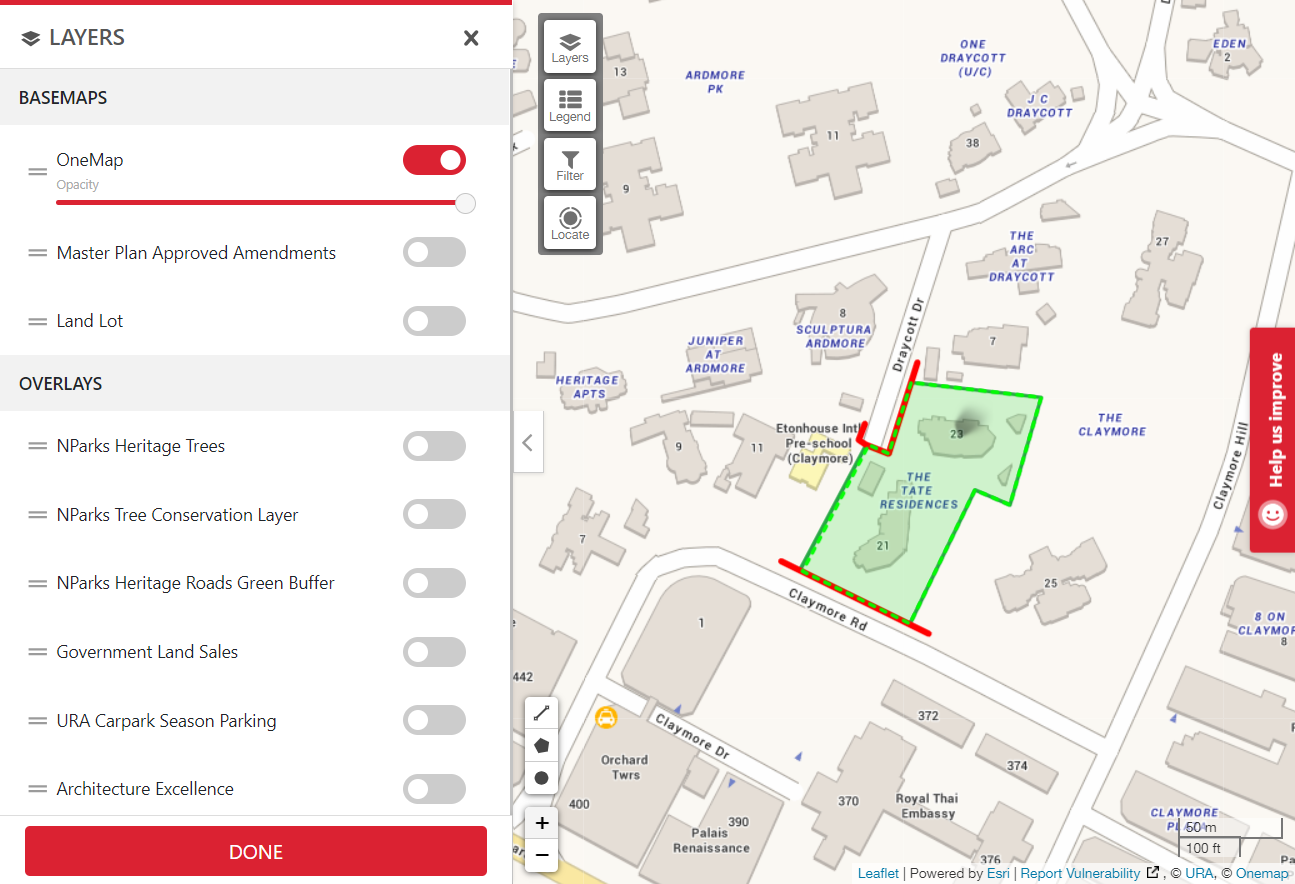 LAYERS
BASEMAPS
OneMap
Opacity
Master Plan Approved Amendments
Land Lot
OVERLAYS
NParks Heritage Trees
NParks Tree Conservation Layer
NParks Heritage Roads Green Buffer
Government Land Sales
URA Carpark Season Parking
Architecture Excellence
DONE
Layers
Legend
Filter
Locate
13
ARDMORE
PK
ONE
DRAYCOTT
(U/C)
EDEN
2
J C
DRAYCOTT
11
38
9
THE
ARC
AT
DRAYCOTT
27
8
SCULPTURA
ARDMORE
Draycott Dr
7
JUNIPER
AT
ARDMORE
HERITAGE
APTS
Help us improve
THE
CLAYMORE
Etonhouse Intl
Pre-school
(Claymore)
23
9
11
THE
TATE
RESIDENCES
Claymore Hill
7
21
25
Claymore Rd
1
8 ON
CLAYMOR
8
442
372
Claymore Dr
Orchard
Twrs
374
400
370
Royal Thai
Embassy
390
Palais
Renaissance
376
CLAYMORE
50 m
100 ft
+
−
Leaflet | Powered by Esri | Report Vulnerability , © URA, © Onemap